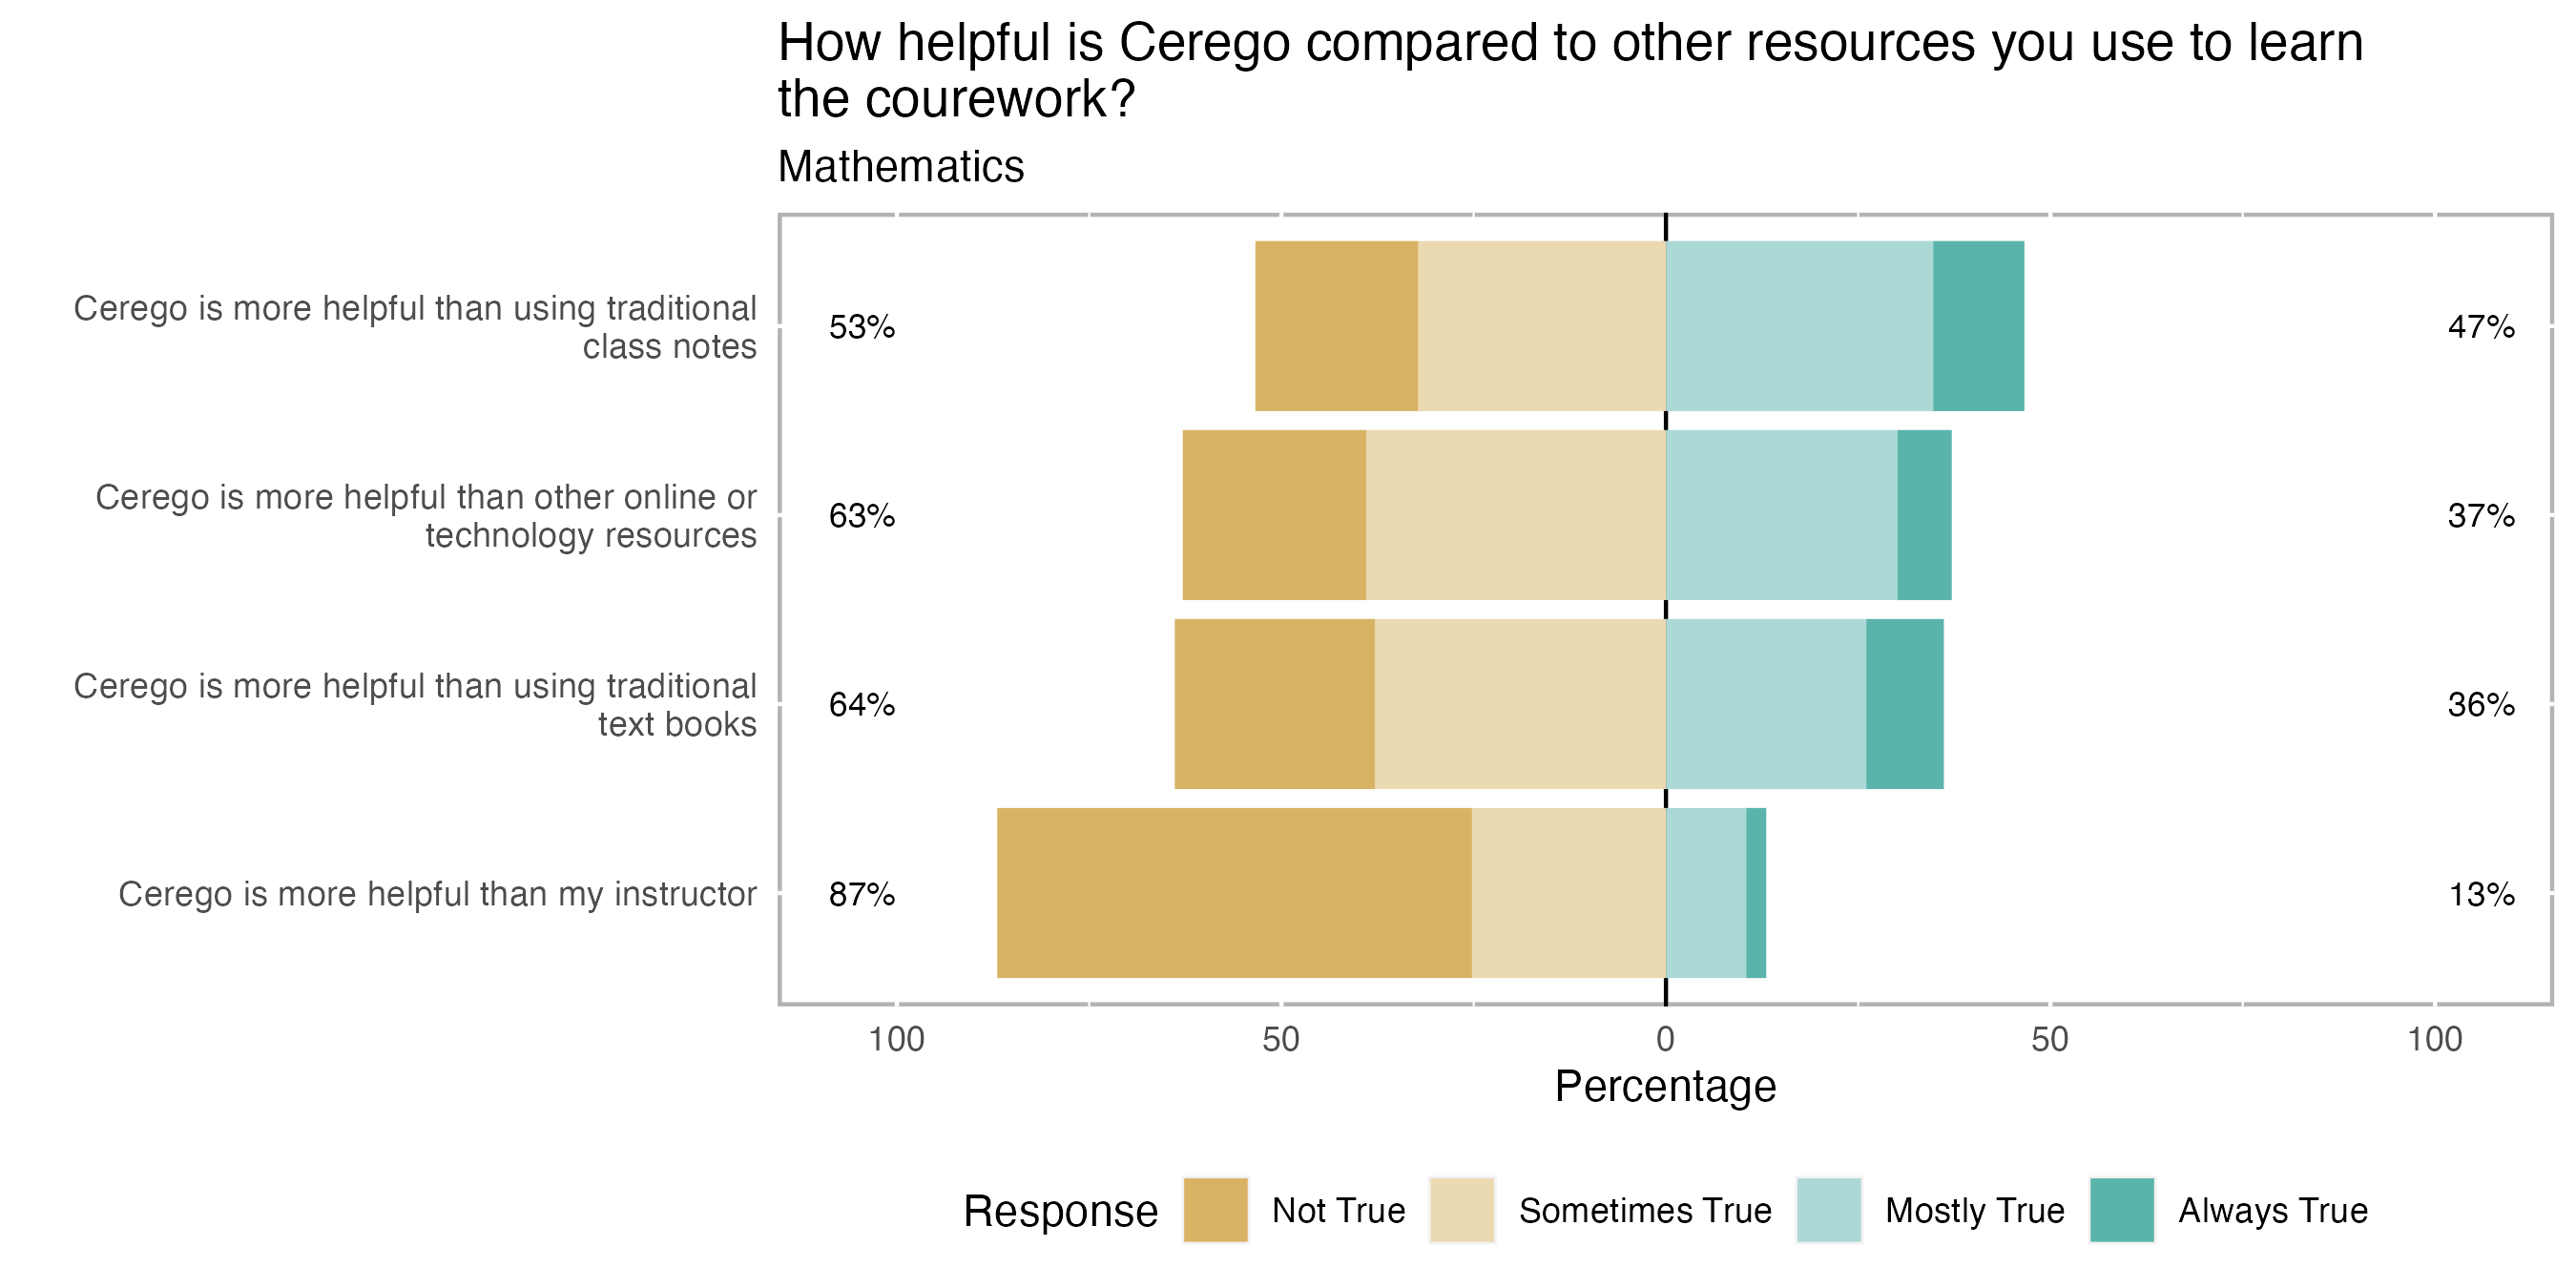 How helpful is Cerego compared to other resources you use to learn
the courework?
Mathematics
Cerego is more helpful than using traditional
class notes
53%
47%
Cerego is more helpful than other online or
technology resources
63%
37%
Cerego is more helpful than using traditional
text books
64%
36%
Cerego is more helpful than my instructor
87%
13%
100 50 0 50 100
Percentage
Response Not True Sometimes True Mostly True Always True